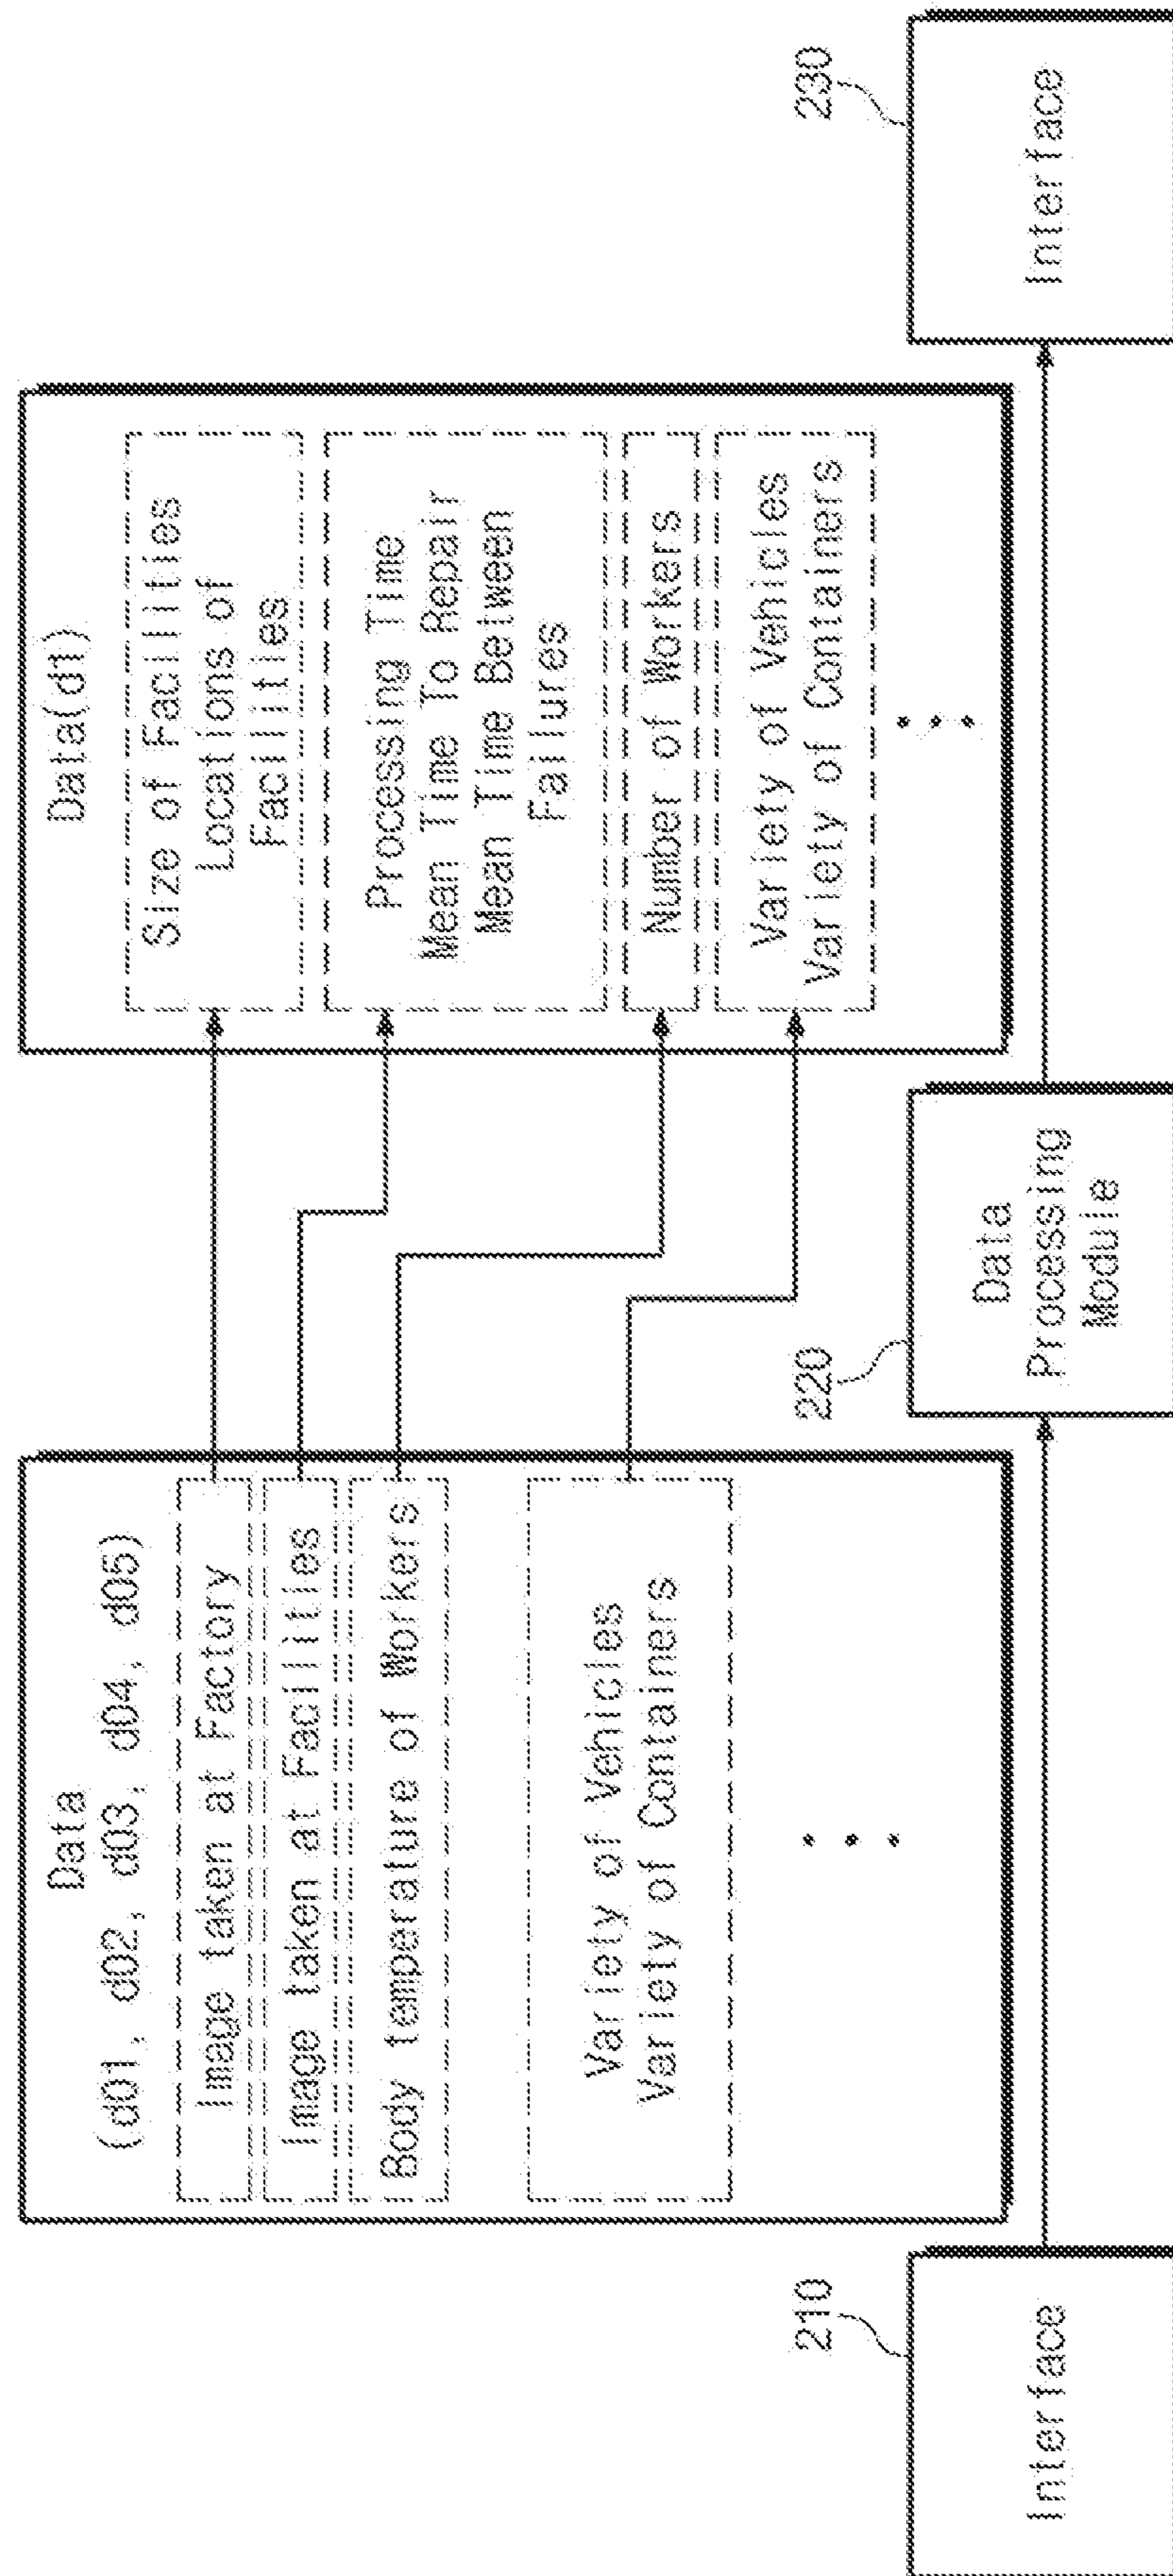 Data
(d01, d02, d03, d04, d05)
Image taken at Factory
Image taken at Facilities
Body temperature of Workers
Variety of Vehicles
Variety of Containers
Data(d1)
Size of Facilities
Locations of
Facilities
Processing Time
Mean Time To Repair
Mean Time Between
Failures
Number of Workers
Variety of Vehicles
Variety of Containers
210
Interface
220
Data
Processing
Module
230
Interface